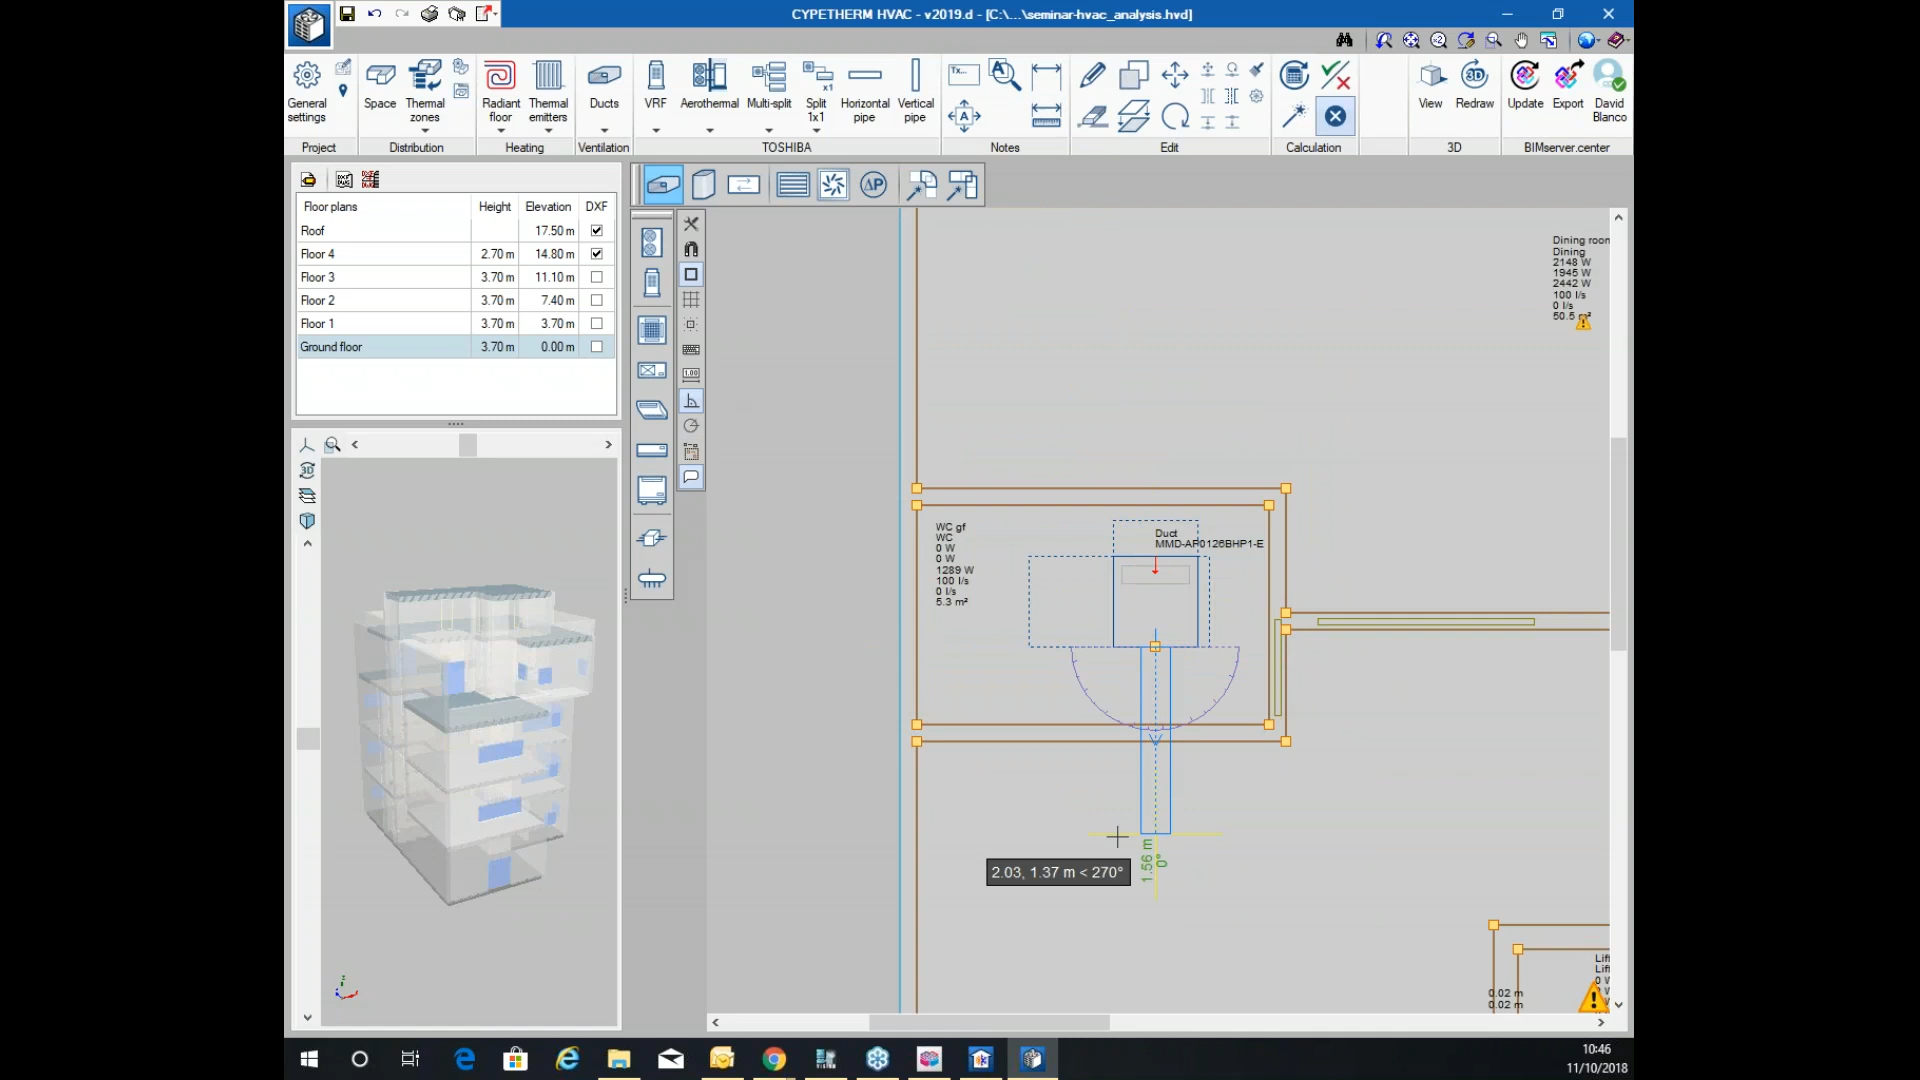 CYPETHERM HVAC - v2019.d - [C:\...\seminar-hvac_analysis.hvd]
General settings
Space
Thermal zones
Radiant floor
Thermal emitters
Ducts
VRF
Aerothermal
Multi-split
Split 1x1
Horizontal pipe
Vertical pipe
View
Redraw
Update
Export
David Blanco
Project
Distribution
Heating
Ventilation
TOSHIBA
Notes
Edit
Calculation
3D
BIMserver.center
Floor plans Height Elevation DXF
Roof 17.50 m
Floor 4 2.70 m 14.80 m
Floor 3 3.70 m 11.10 m
Floor 2 3.70 m 7.40 m
Floor 1 3.70 m 3.70 m
Ground floor 3.70 m 0.00 m
Dining room
Dining
2148 W
1945 W
2442 W
100 l/s
0 l/s
50.5 m²
WC gf
WC
0 W
0 W
1289 W
100 l/s
0 l/s
5.3 m²
Duct
MMD-AP0126BHP1-E
1.56 m
0°
2.03, 1.37 m < 270°
0.02 m
0.02 m
10:46
11/10/2018